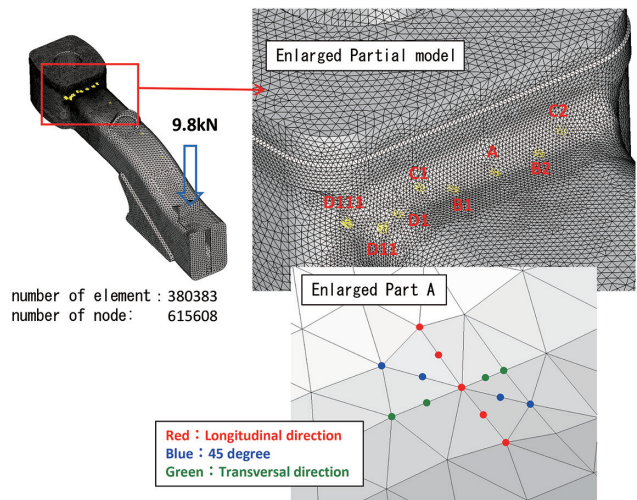 Enlarged Partial model
9.8kN
C2
A
C1
B2
D111
B1
D1
D11
number of element : 380383
number of node: 615608
Enlarged Part A
Red：Longitudinal direction
Blue：45 degree
Green：Transversal direction